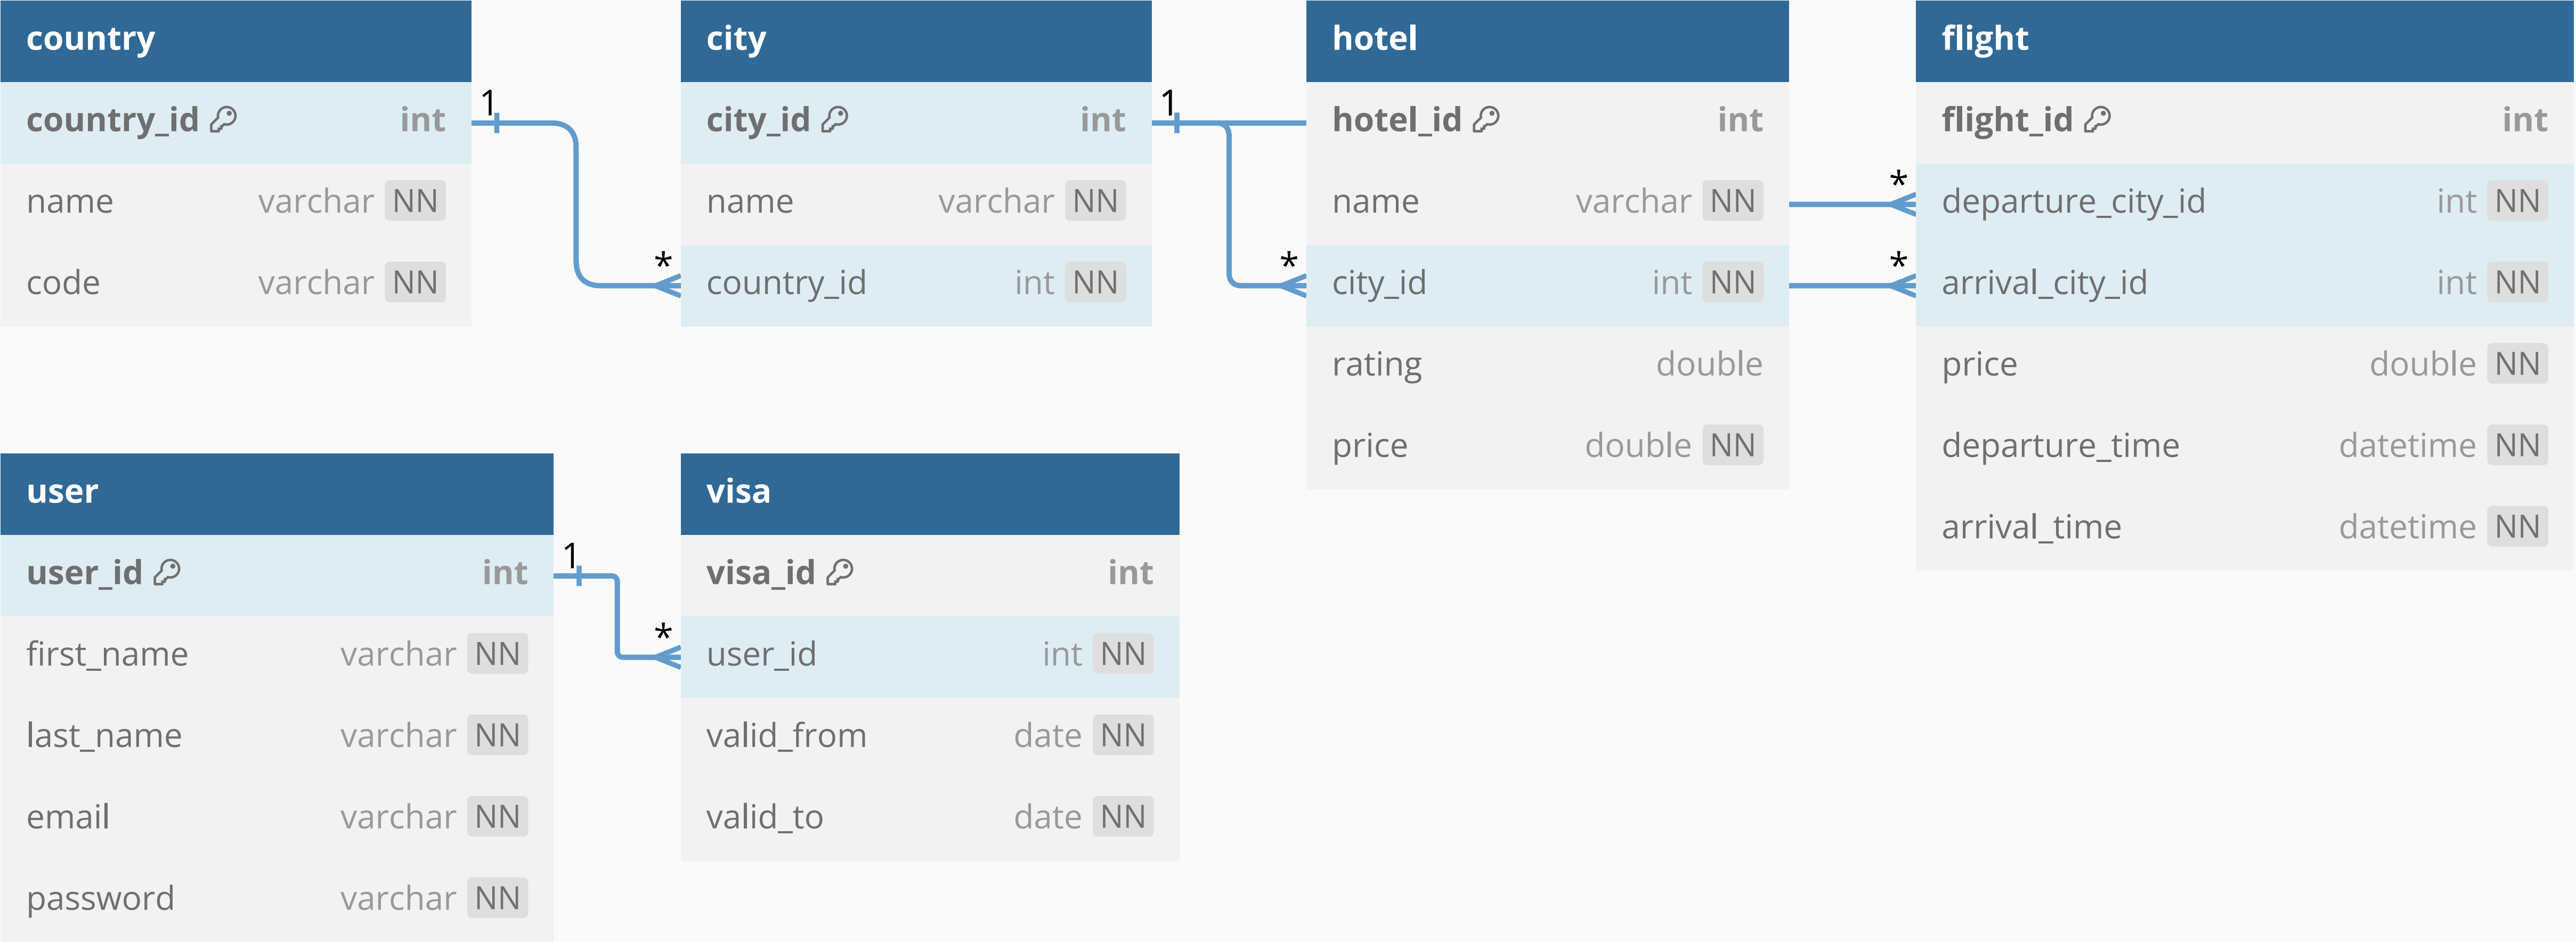 country
country_id int
name varchar NN
code varchar NN
1
*
city
city_id int
name varchar NN
country_id int NN
1
*
hotel
hotel_id int
name varchar NN
city_id int NN
rating double
price double NN
*
*
flight
flight_id int
departure_city_id int NN
arrival_city_id int NN
price double NN
departure_time datetime NN
arrival_time datetime NN
user
user_id int
first_name varchar NN
last_name varchar NN
email varchar NN
password varchar NN
1
*
visa
visa_id int
user_id int NN
valid_from date NN
valid_to date NN